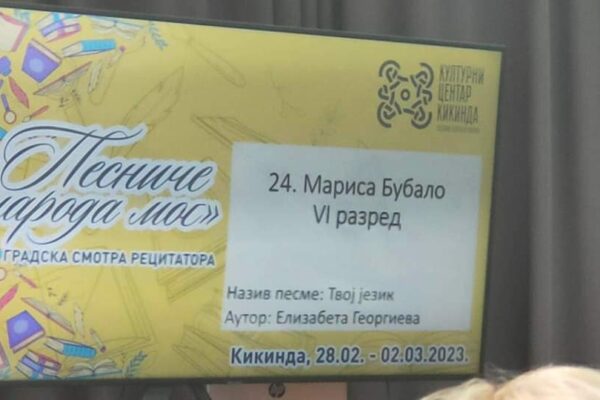 КУЛТУРНИ
ЦЕНТАР
КИКИНДА
Песниче
народа мог»
ГРАДСКА СМОТРА РЕЦИТАТОРА
24. Мариса Бубало
VI разред
Назив песме: Твој језик
Аутор: Елизабета Георгиева
Кикинда, 28.02. - 02.03.2023.
hp